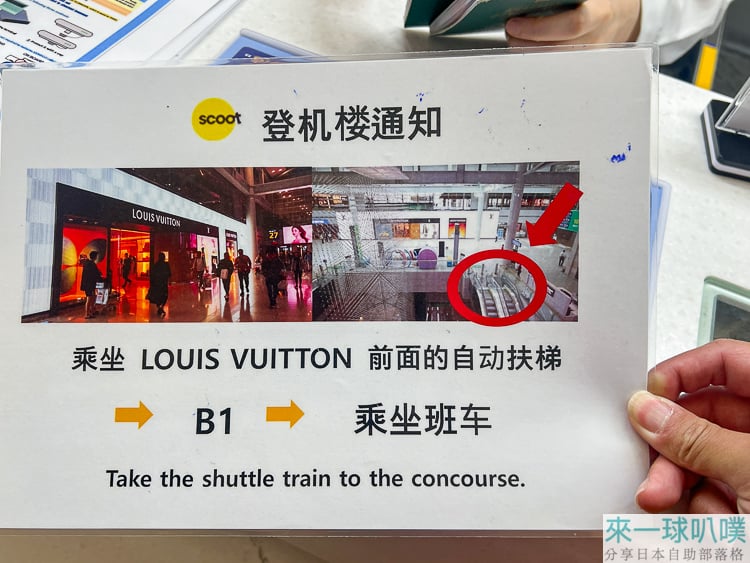 scoot 登机楼通知
LOUIS VUITTON
27
乘坐 LOUIS VUITTON 前面的自动扶梯
B1
乘坐班车
Take the shuttle train to the concourse.
來一球叭噗
分享日本自助部落格